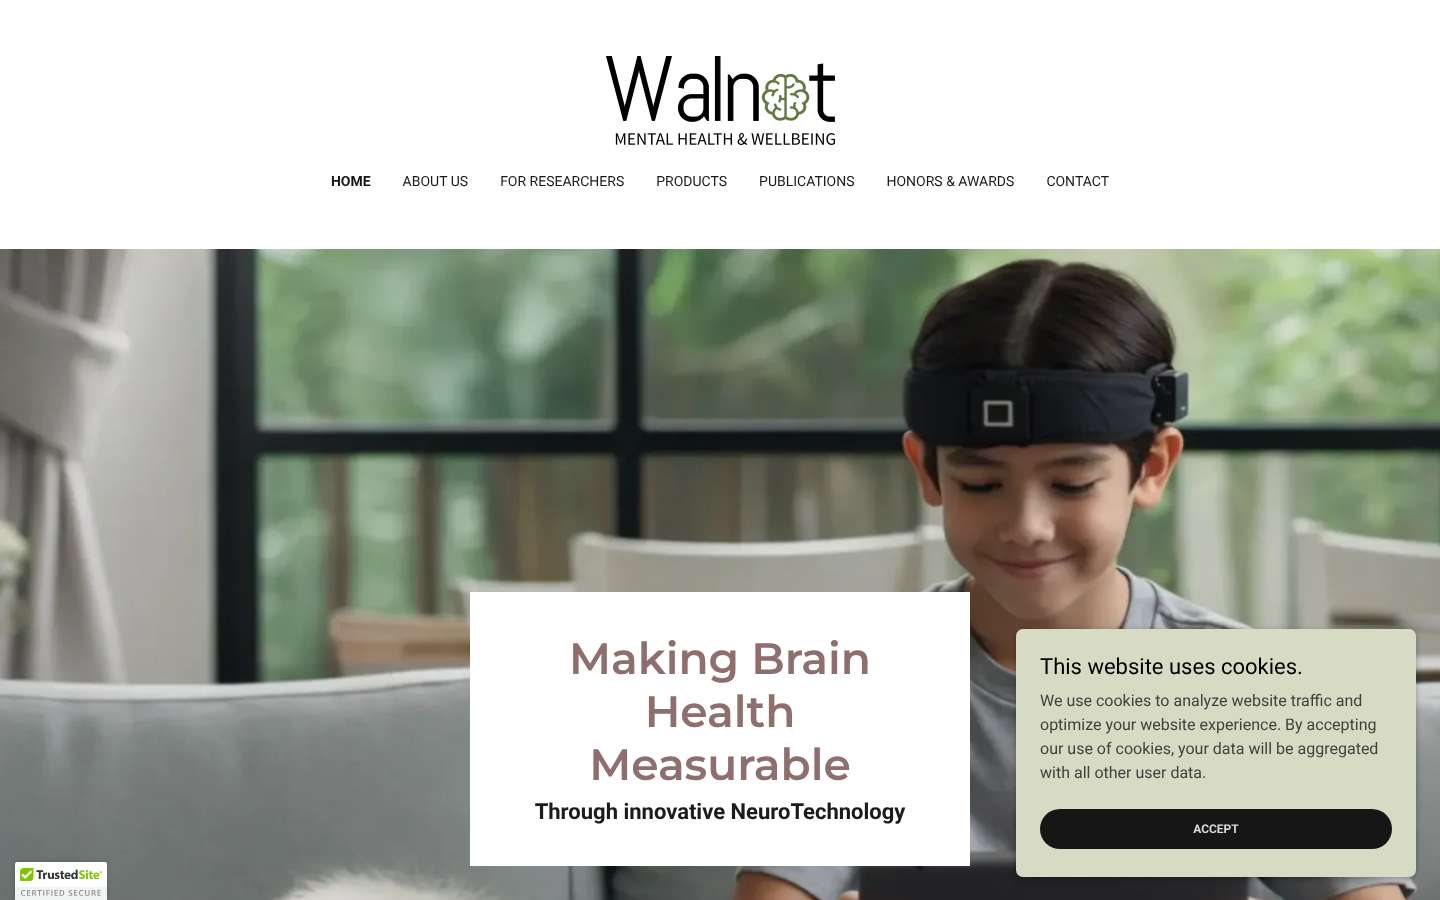 Walnut
MENTAL HEALTH & WELLBEING
HOME ABOUT US FOR RESEARCHERS PRODUCTS PUBLICATIONS HONORS & AWARDS CONTACT
Making Brain
Health
Measurable
Through innovative NeuroTechnology
This website uses cookies.
We use cookies to analyze website traffic and
optimize your website experience. By accepting
our use of cookies, your data will be aggregated
with all other user data.
ACCEPT
TrustedSite
CERTIFIED SECURE